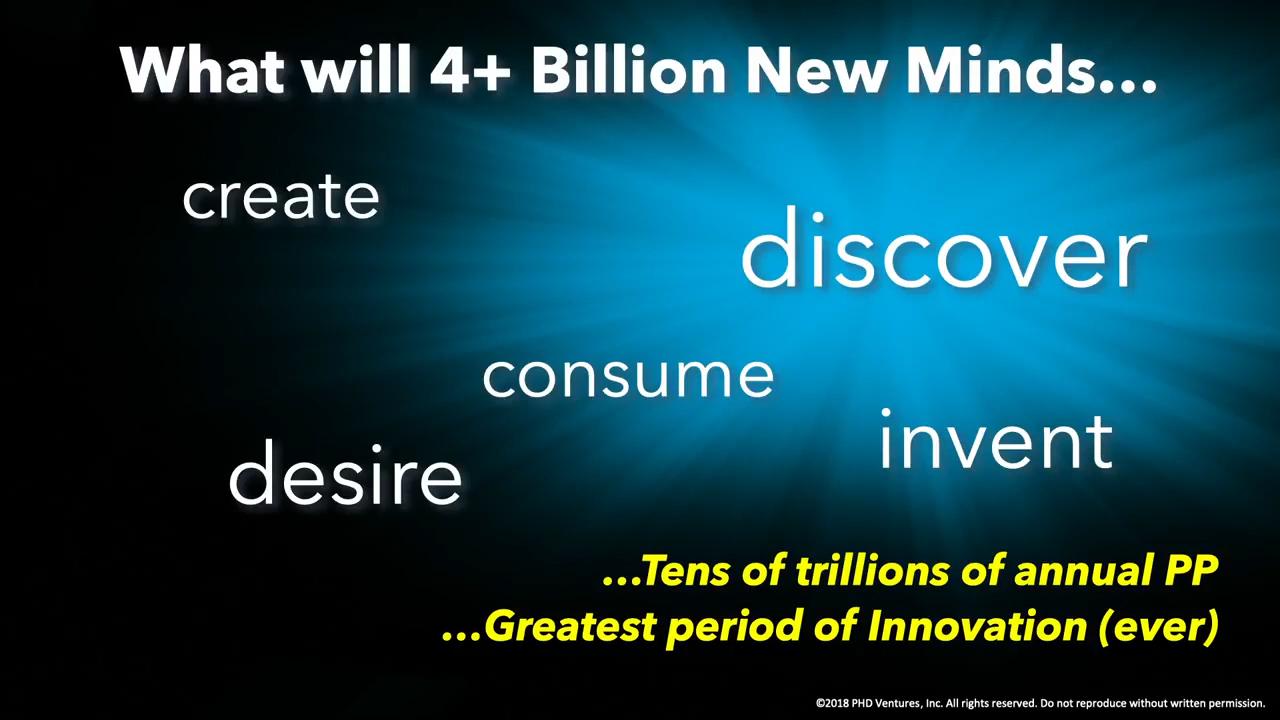 What will 4+ Billion New Minds...
create
discover
consume
invent
desire
...Tens of trillions of annual PP
...Greatest period of Innovation (ever)
©2018 PHD Ventures, Inc. All rights reserved. Do not reproduce without written permission.